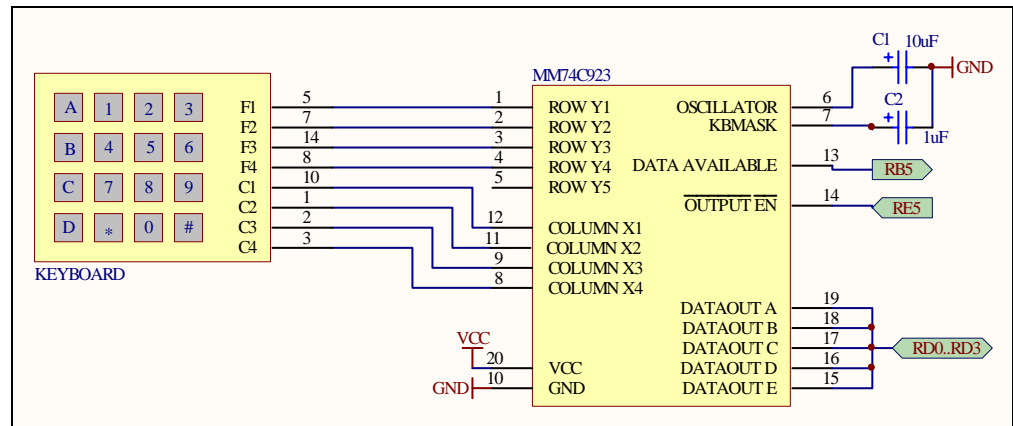 C1 10uF
GND
C2
1uF
MM74C923
A 1 2 3
B 4 5 6
C 7 8 9
D * 0 #
KEYBOARD
F1 5
F2 7
F3 14
F4 8
C1 10
C2 1
C3 2
C4 3
1 ROW Y1
2 ROW Y2
3 ROW Y3
4 ROW Y4
5 ROW Y5
12 COLUMN X1
11 COLUMN X2
9 COLUMN X3
8 COLUMN X4
VCC
20 VCC
GND 10 GND
OSCILLATOR 6
KBMASK 7
DATA AVAILABLE 13 RB5
OUTPUT EN 14 RE5
DATAOUT A 19
DATAOUT B 18
DATAOUT C 17 RD0..RD3
DATAOUT D 16
DATAOUT E 15